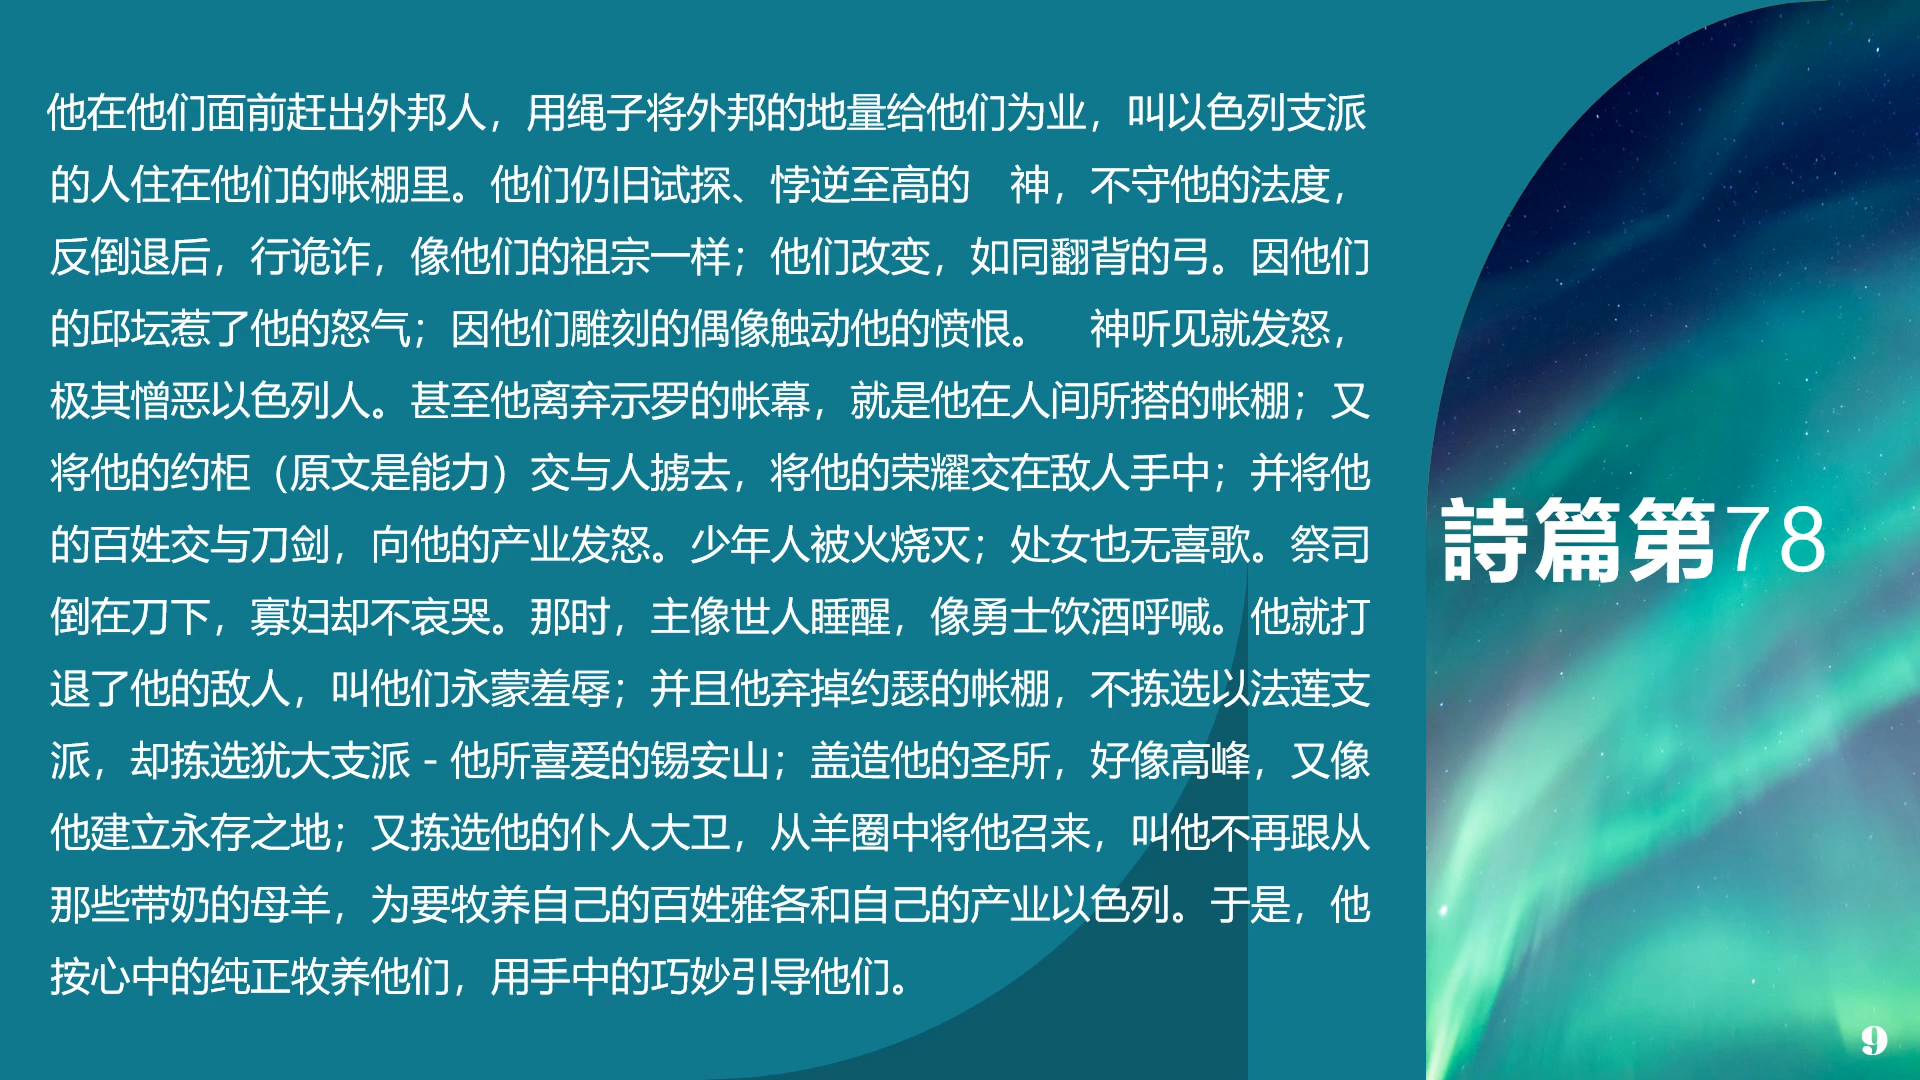 他在他们面前赶出外邦人，用绳子将外邦的地量给他们为业，叫以色列支派
的人住在他们的帐棚里。他们仍旧试探、悖逆至高的　神，不守他的法度，
反倒退后，行诡诈，像他们的祖宗一样；他们改变，如同翻背的弓。因他们
的邱坛惹了他的怒气；因他们雕刻的偶像触动他的愤恨。　神听见就发怒，
极其憎恶以色列人。甚至他离弃示罗的帐幕，就是他在人间所搭的帐棚；又
将他的约柜（原文是能力）交与人掳去，将他的荣耀交在敌人手中；并将他
的百姓交与刀剑，向他的产业发怒。少年人被火烧灭；处女也无喜歌。祭司
倒在刀下，寡妇却不哀哭。那时，主像世人睡醒，像勇士饮酒呼喊。他就打
退了他的敌人，叫他们永蒙羞辱；并且他弃掉约瑟的帐棚，不拣选以法莲支
派，却拣选犹大支派 - 他所喜爱的锡安山；盖造他的圣所，好像高峰，又像
他建立永存之地；又拣选他的仆人大卫，从羊圈中将他召来，叫他不再跟从
那些带奶的母羊，为要牧养自己的百姓雅各和自己的产业以色列。于是，他
按心中的纯正牧养他们，用手中的巧妙引导他们。
詩篇第78
9